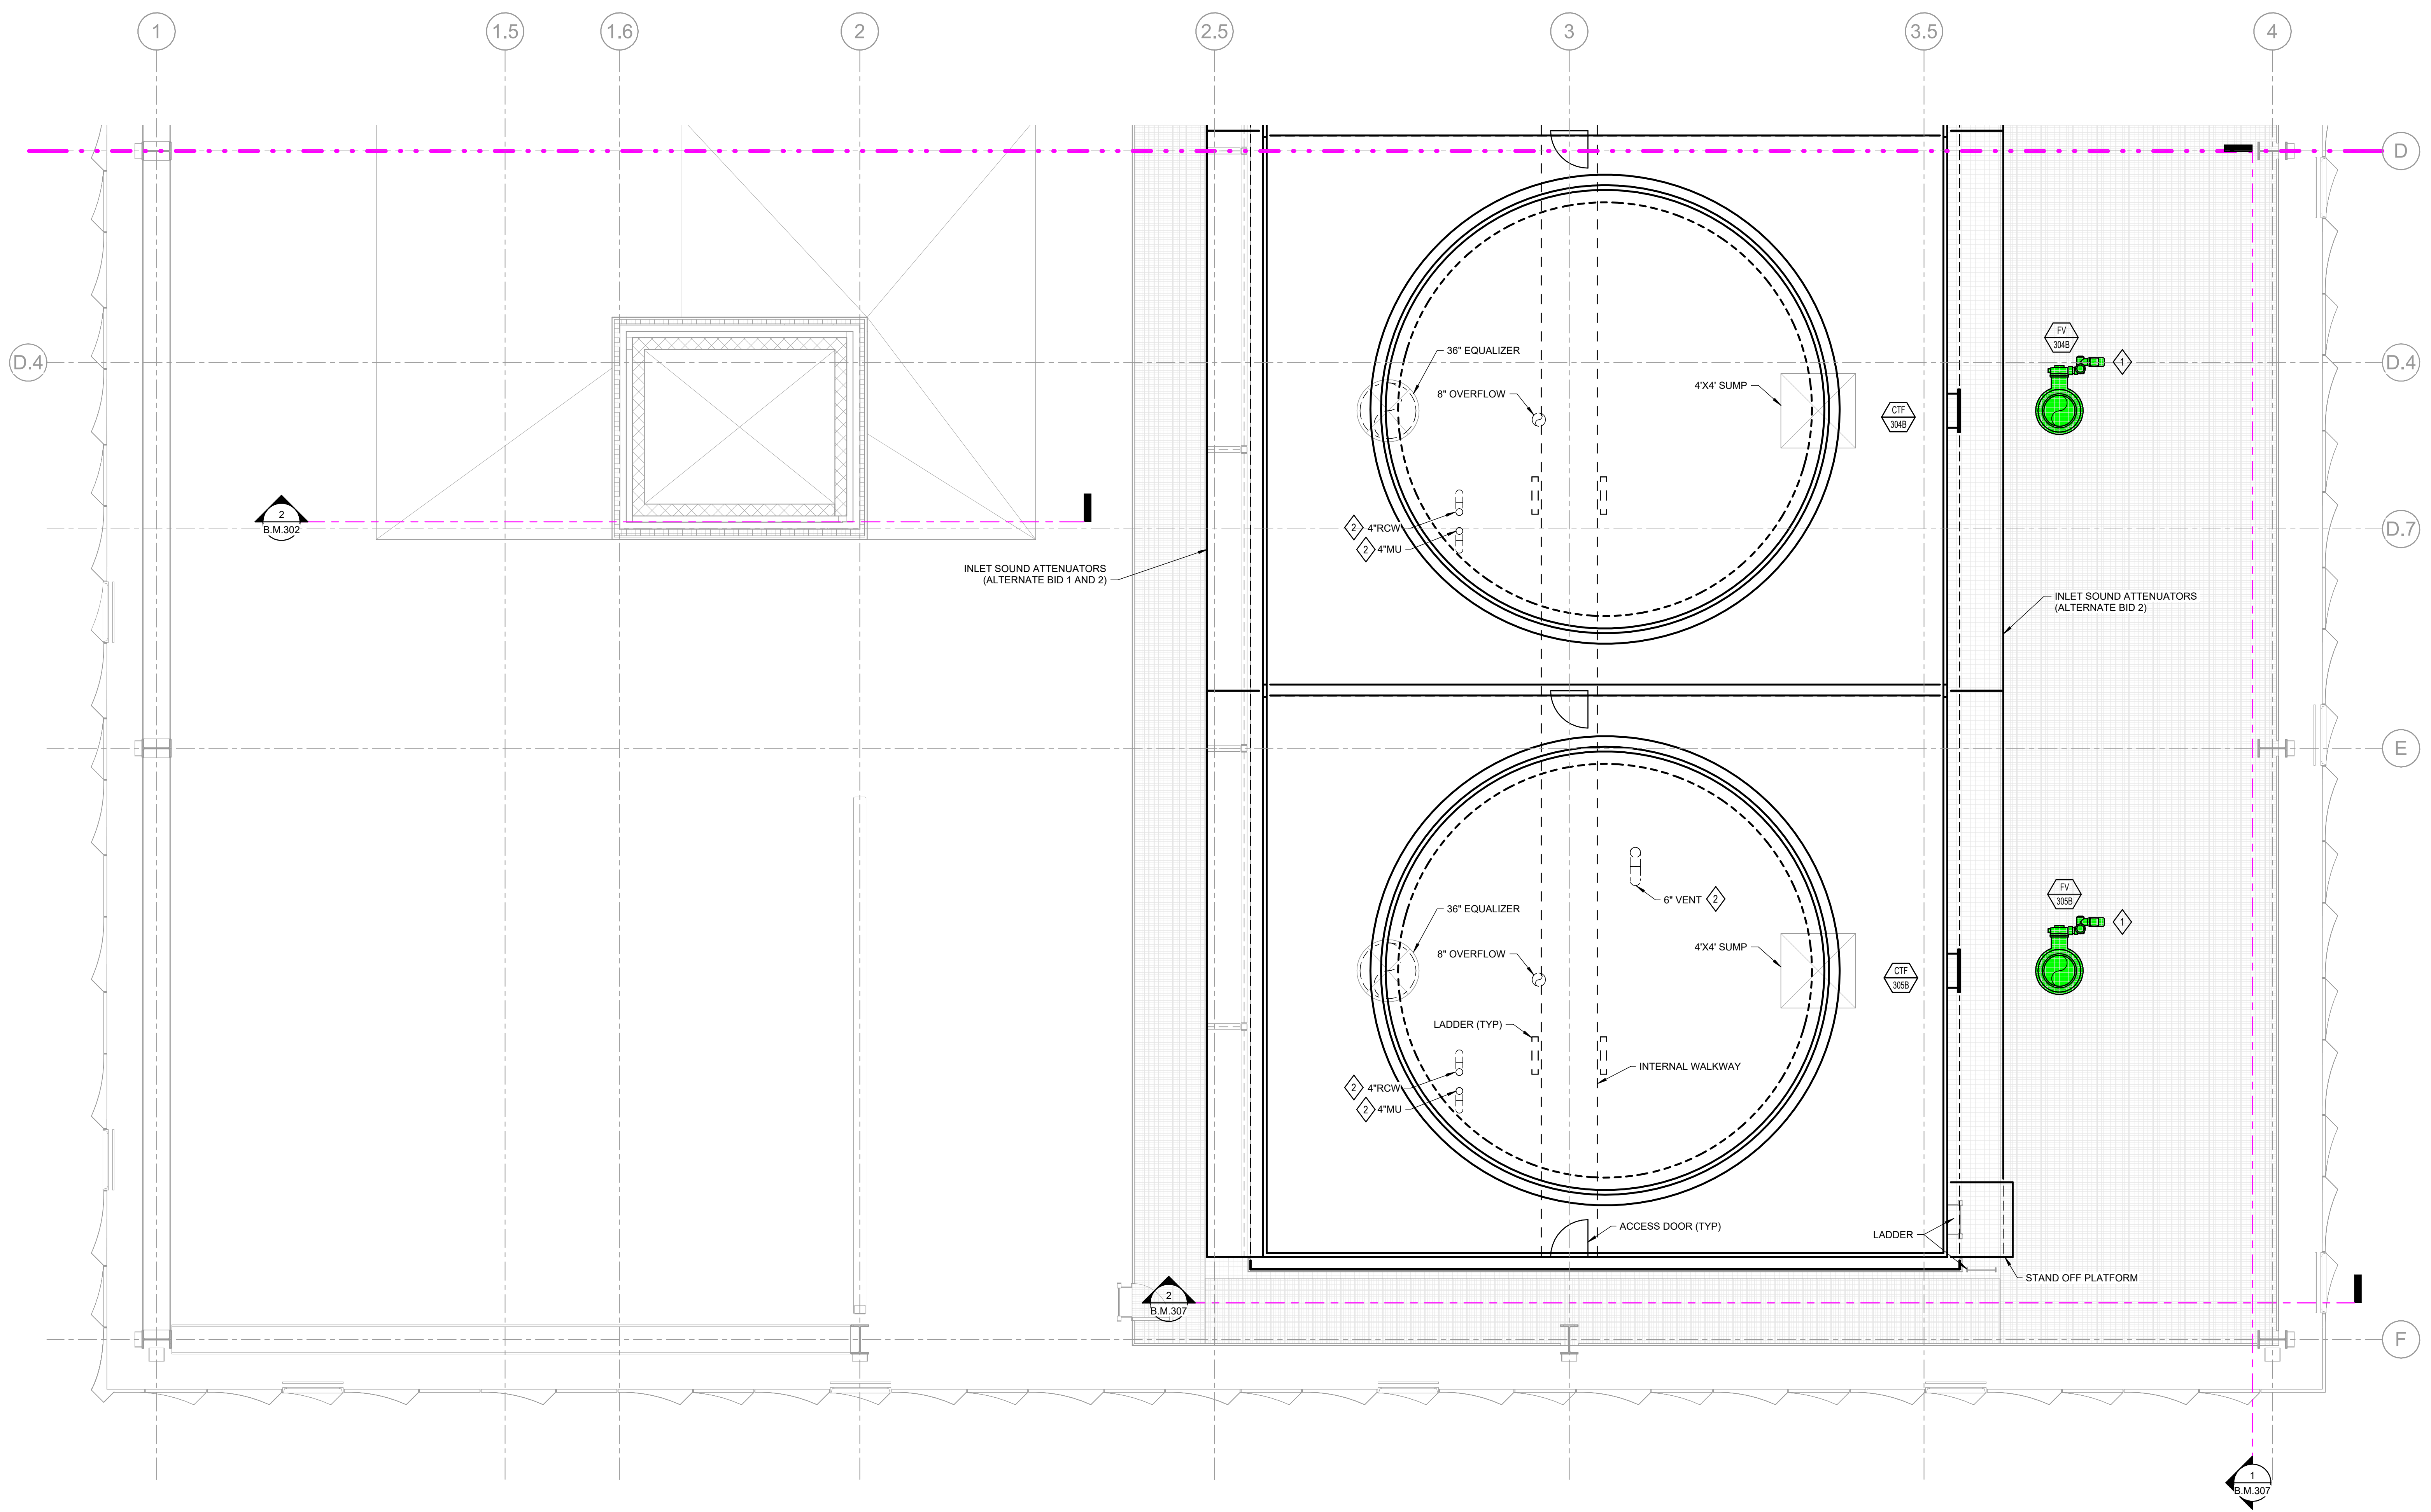 1
1.5
1.6
2
2.5
3
3.5
4
D
FV
304B
1
D.4
D.4
36" EQUALIZER
8" OVERFLOW
4'X4' SUMP
CTF
304B
2
B.M.302
2 4"RCW
2 4"MU
D.7
INLET SOUND ATTENUATORS
(ALTERNATE BID 1 AND 2)
INLET SOUND ATTENUATORS
(ALTERNATE BID 2)
E
FV
305B
1
6" VENT 2
36" EQUALIZER
8" OVERFLOW
4'X4' SUMP
CTF
305B
LADDER (TYP)
INTERNAL WALKWAY
2 4"RCW
2 4"MU
ACCESS DOOR (TYP)
LADDER
STAND OFF PLATFORM
2
B.M.307
F
1
B.M.307